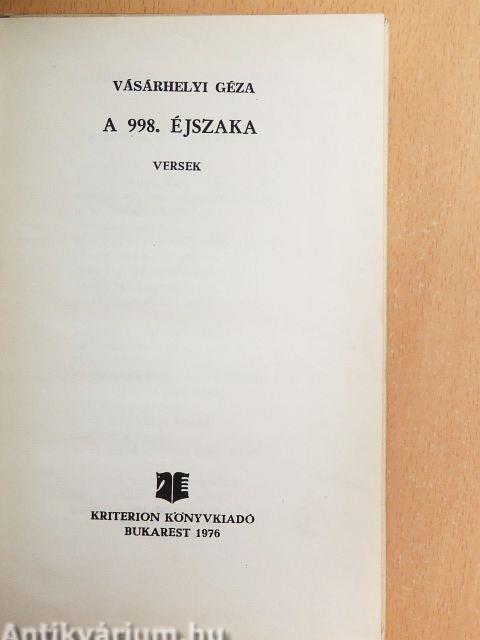 VÁSÁRHELYI GÉZA
A 998. ÉJSZAKA
VERSEK
KRITERION KÖNYVKIADÓ
BUKAREST 1976
Antikvárium.hu